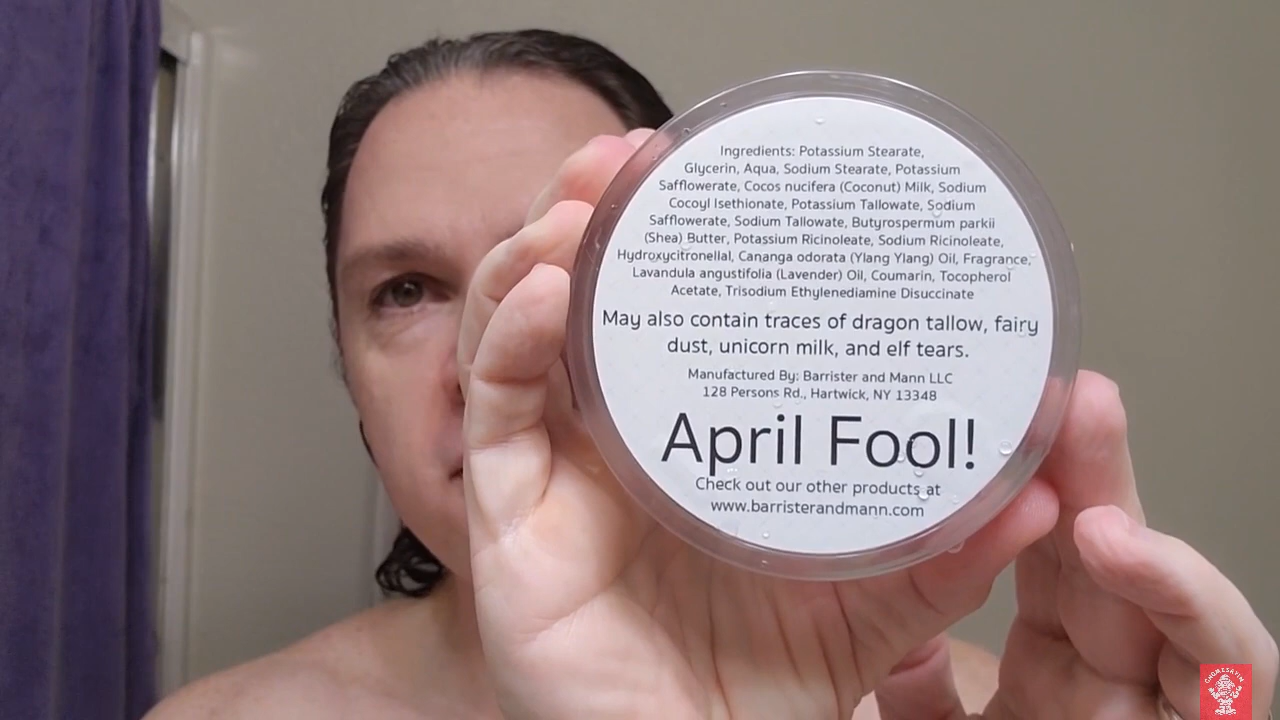 Ingredients: Potassium Stearate,
Glycerin, Aqua, Sodium Stearate, Potassium
Safflowerate, Cocos nucifera (Coconut) Milk, Sodium
Cocoyl Isethionate, Potassium Tallowate, Sodium
Safflowerate, Sodium Tallowate, Butyrospermum parkii
(Shea) Butter, Potassium Ricinoleate, Sodium Ricinoleate,
Hydroxycitronellal, Cananga odorata (Ylang Ylang) Oil, Fragrance,
Lavandula angustifolia (Lavender) Oil, Coumarin, Tocopherol
Acetate, Trisodium Ethylenediamine Disuccinate
May also contain traces of dragon tallow, fairy
dust, unicorn milk, and elf tears.
Manufactured By: Barrister and Mann LLC
128 Persons Rd., Hartwick, NY 13348
April Fool!
Check out our other products at
www.barristerandmann.com